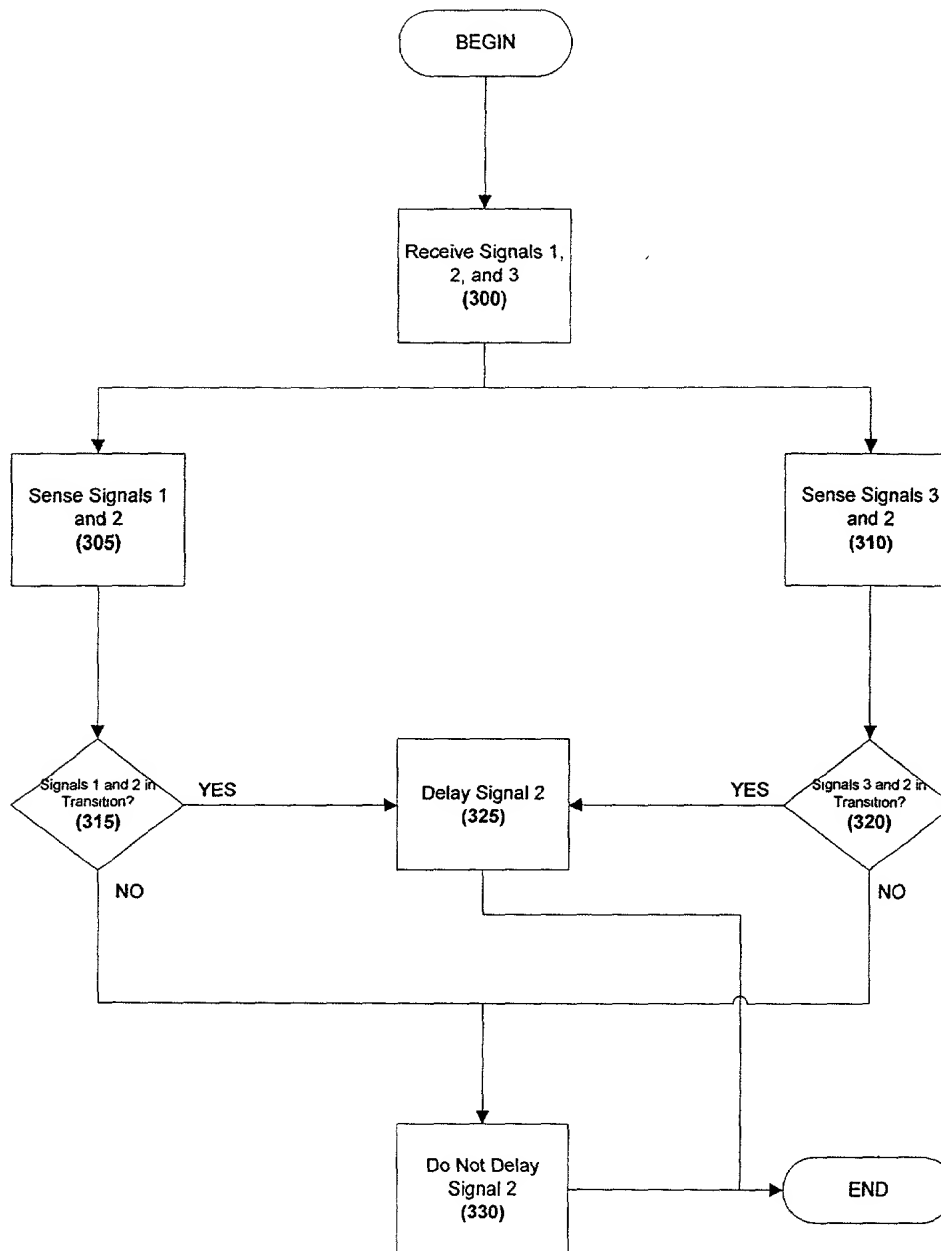 BEGIN
Receive Signals 1,
2, and 3
(300)
Sense Signals 1
and 2
(305)
Sense Signals 3
and 2
(310)
Signals 1 and 2 in
Transition?
(315)
YES
NO
Delay Signal 2
(325)
YES
Signals 3 and 2 in
Transition?
(320)
NO
Do Not Delay
Signal 2
(330)
END